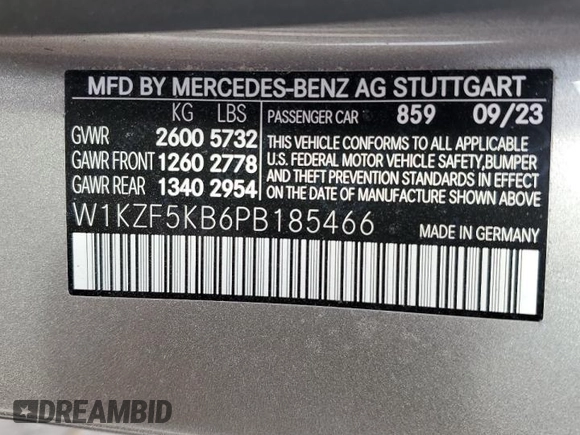 MFD BY MERCEDES-BENZ AG STUTTGART
KG LBS
GVWR 2600 5732
GAWR FRONT 1260 2778
GAWR REAR 1340 2954
PASSENGER CAR 859 09/23
THIS VEHICLE CONFORMS TO ALL APPLICABLE
U.S. FEDERAL MOTOR VEHICLE SAFETY, BUMPER
AND THEFT PREVENTION STANDARDS IN EFFECT
ON THE DATE OF MANUFACTURE SHOWN ABOVE.
W1KZF5KB6PB185466
MADE IN GERMANY
DREAMBID